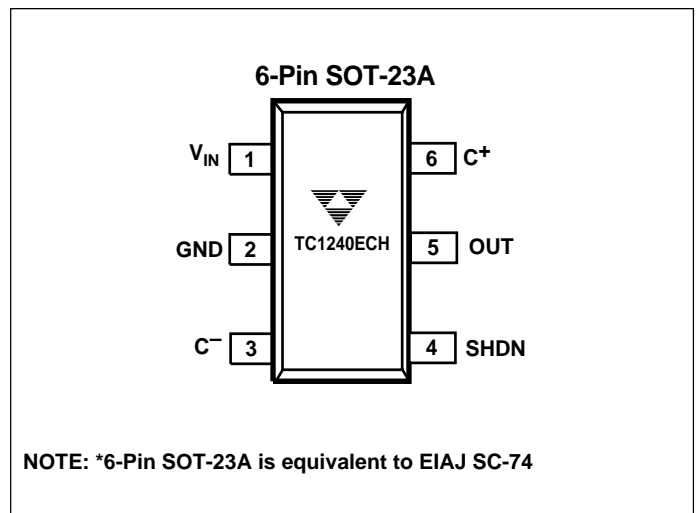 6-Pin SOT-23A
VIN 1
6 C+
GND 2
TC1240ECH
5 OUT
C− 3
4 SHDN
NOTE: *6-Pin SOT-23A is equivalent to EIAJ SC-74